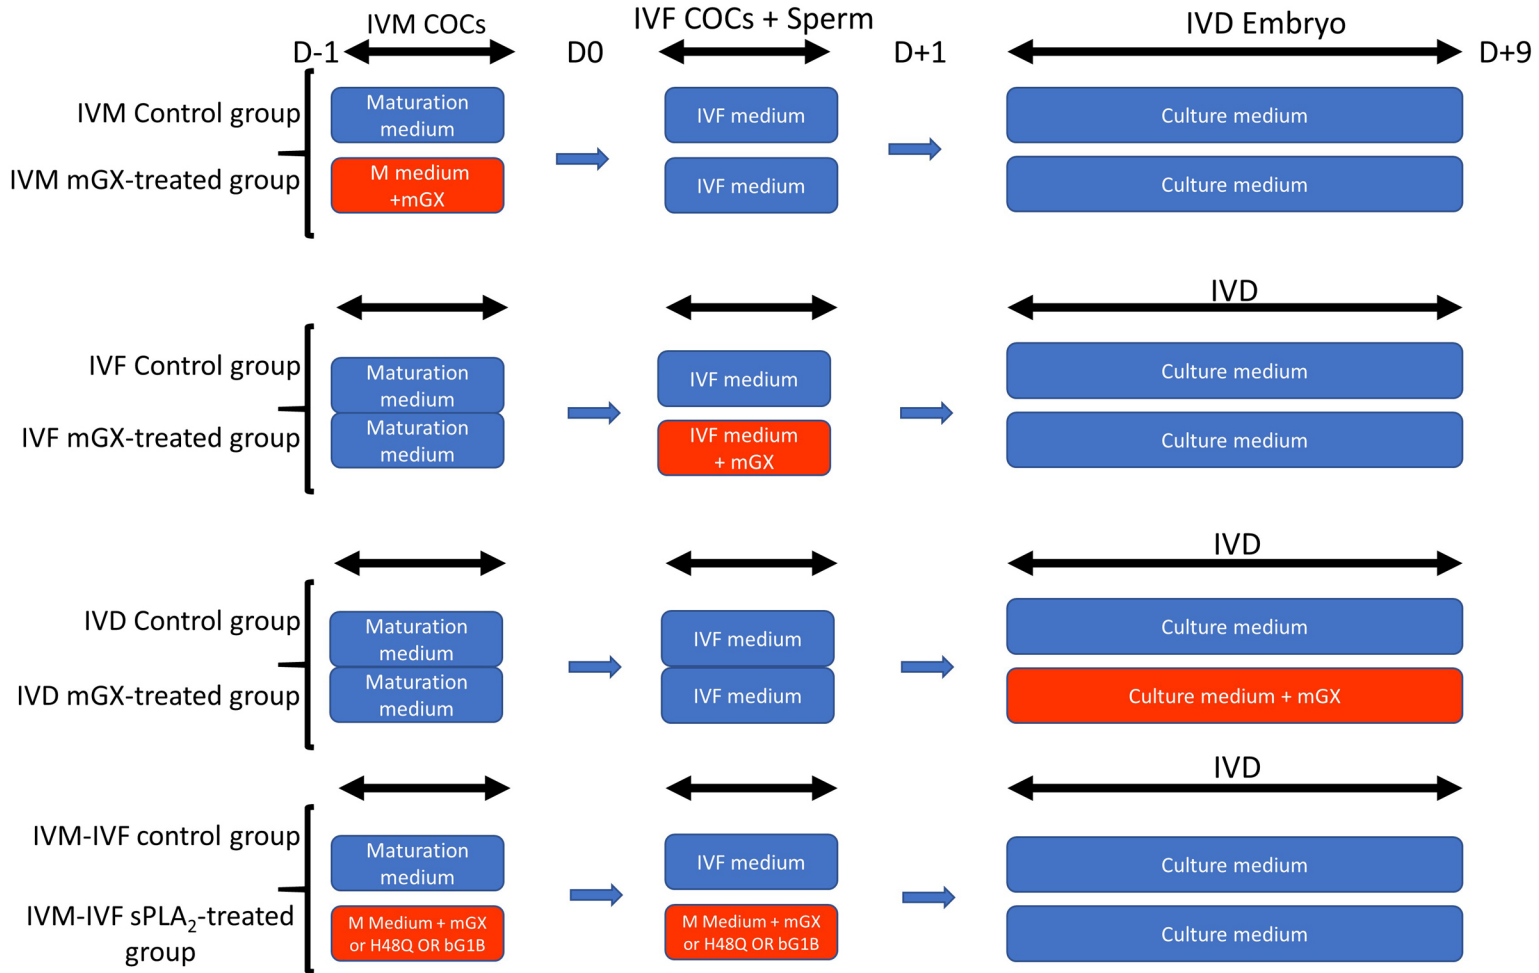 IVM COCs
IVF COCs + Sperm
IVD Embryo
D-1
D0
D+1
D+9
IVM Control group
Maturation
medium
IVF medium
Culture medium
IVM mGX-treated group
M medium
+mGX
IVF medium
Culture medium
IVD
IVF Control group
Maturation
medium
IVF medium
Culture medium
IVF mGX-treated group
Maturation
medium
IVF medium
+ mGX
Culture medium
IVD
IVD Control group
Maturation
medium
IVF medium
Culture medium
IVD mGX-treated group
Maturation
medium
IVF medium
Culture medium + mGX
IVD
IVM-IVF control group
Maturation
medium
IVF medium
Culture medium
IVM-IVF sPLA₂-treated
group
M Medium + mGX
or H48Q OR bG1B
M Medium + mGX
or H48Q OR bG1B
Culture medium